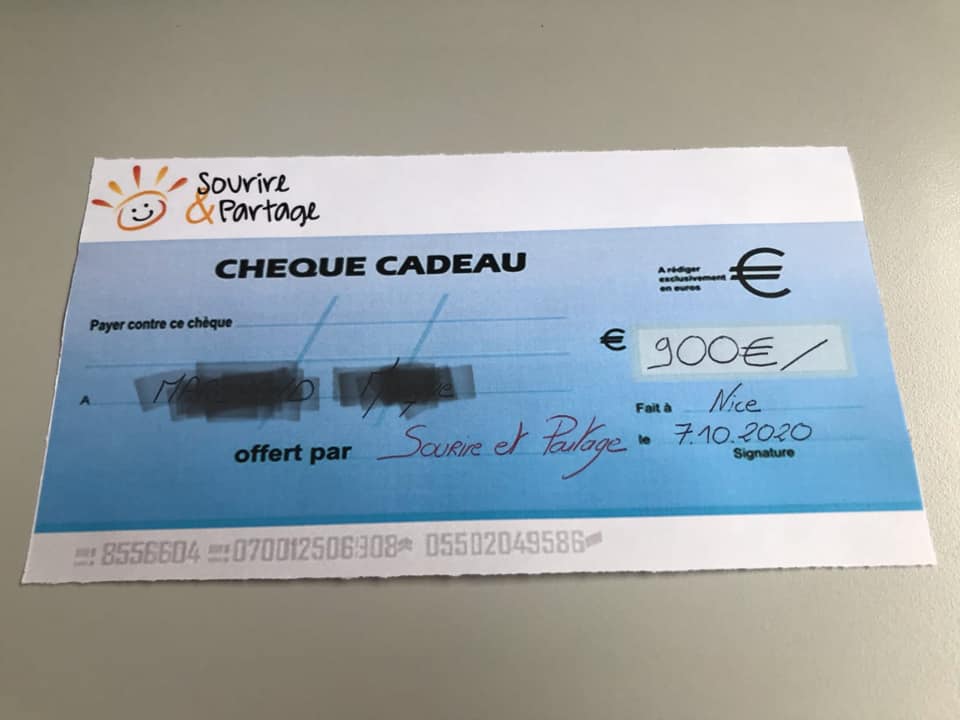 Sourire
& Partage
CHEQUE CADEAU
A rédiger
exclusivement
en euros
€
Payer contre ce chèque
€ 900€/
A
Fait à Nice
offert par Sourire et Partage
le 7.10.2020
Signature
8556604 070012506908 05502049586